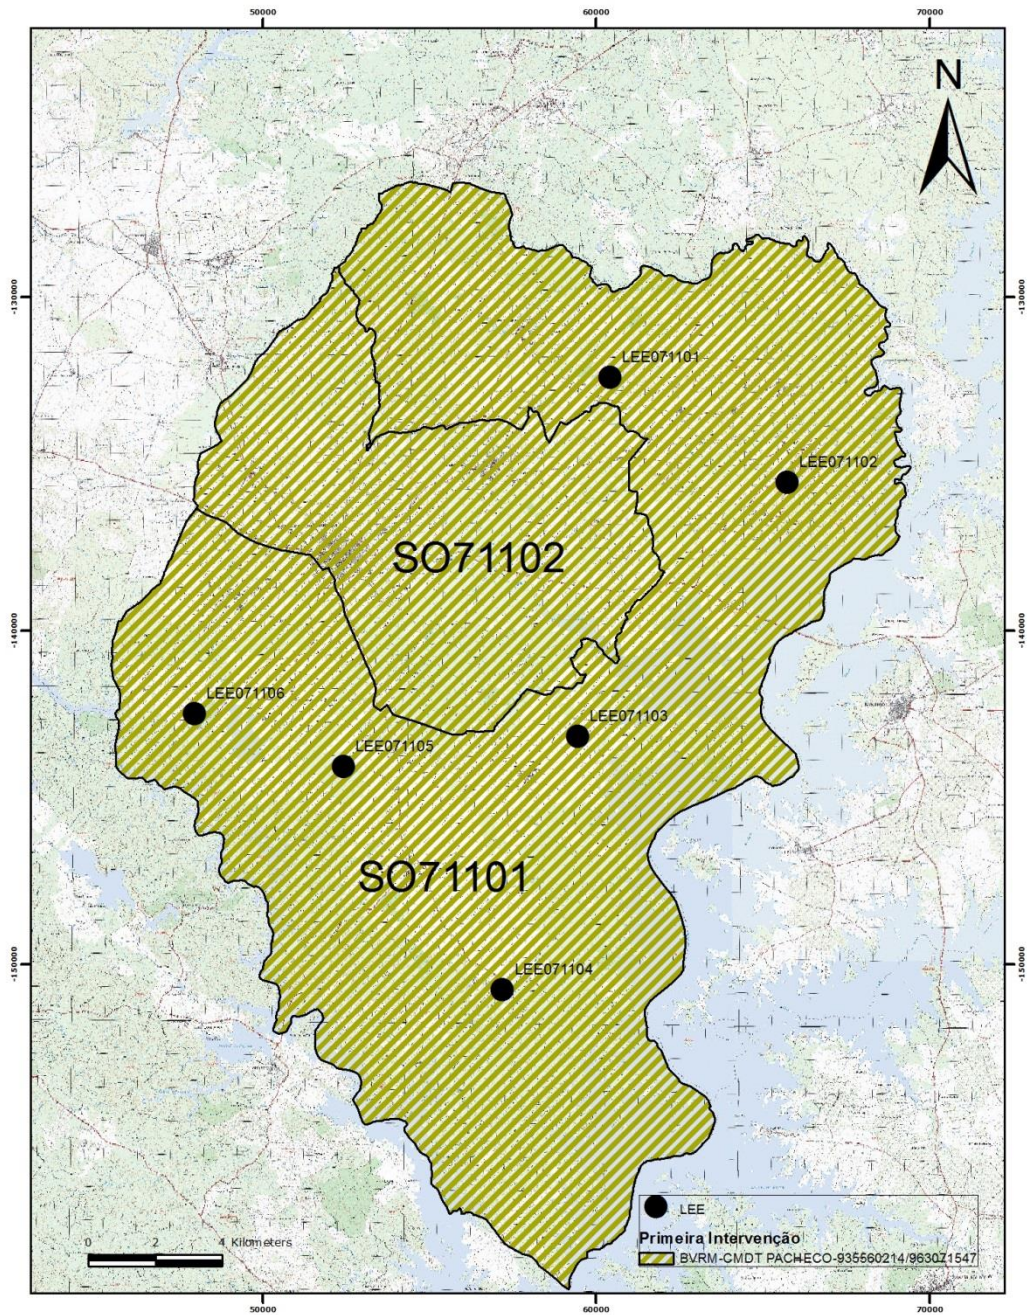 50000 60000 70000
N
-130000 -130000
LEE071101
LEE071102
SO71102
-140000 -140000
LEE071106
LEE071103
LEE071105
SO71101
-150000 -150000
LEE071104
LEE
Primeira Intervenção
BVRM-CMDT PACHECO-935560214/963071547
0 2 4 Kilometers
50000 60000 70000